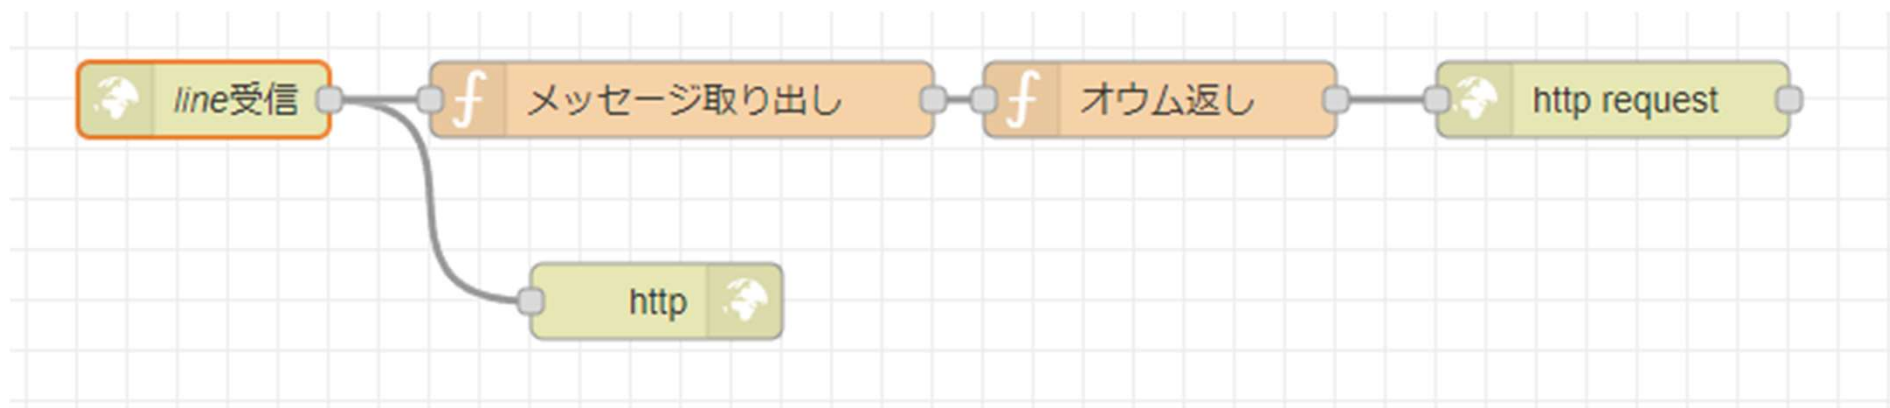 line受信
メッセージ取り出し
オウム返し
http request
http